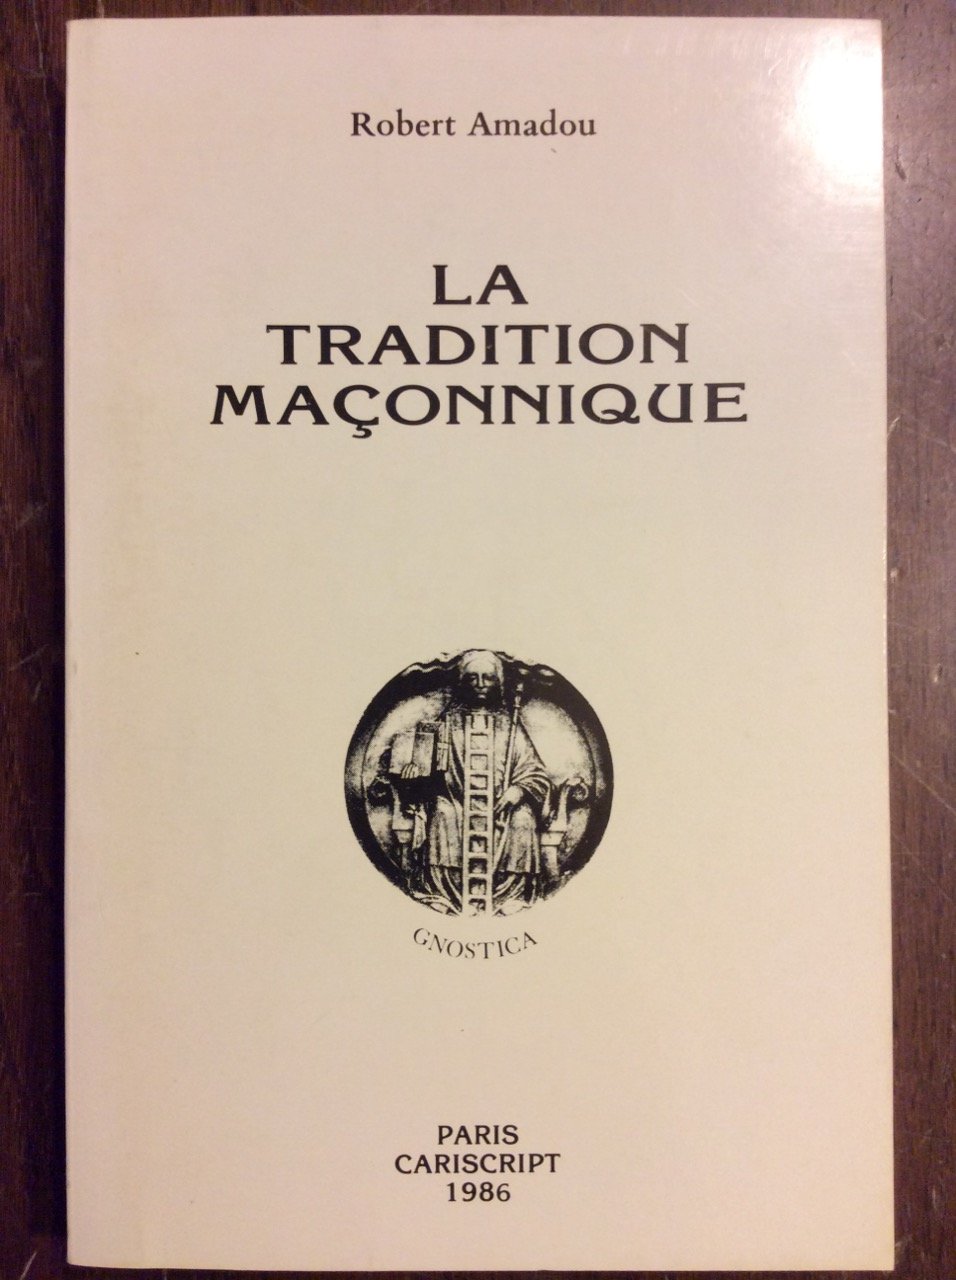 Robert Amadou
LA
TRADITION
MAÇONNIQUE
GNOSTICA
PARIS
CARISCRIPT
1986